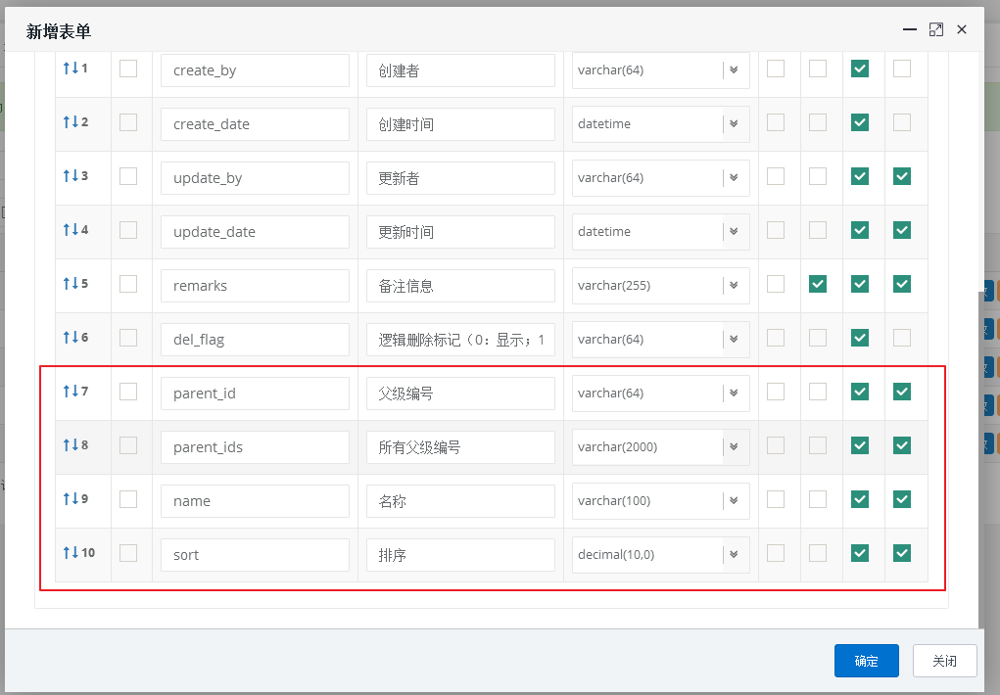 新增表单
1 create_by 创建者 varchar(64)
2 create_date 创建时间 datetime
3 update_by 更新者 varchar(64)
4 update_date 更新时间 datetime
5 remarks 备注信息 varchar(255)
6 del_flag 逻辑删除标记（0：显示；1 varchar(64)
7 parent_id 父级编号 varchar(64)
8 parent_ids 所有父级编号 varchar(2000)
9 name 名称 varchar(100)
10 sort 排序 decimal(10,0)
确定 关闭